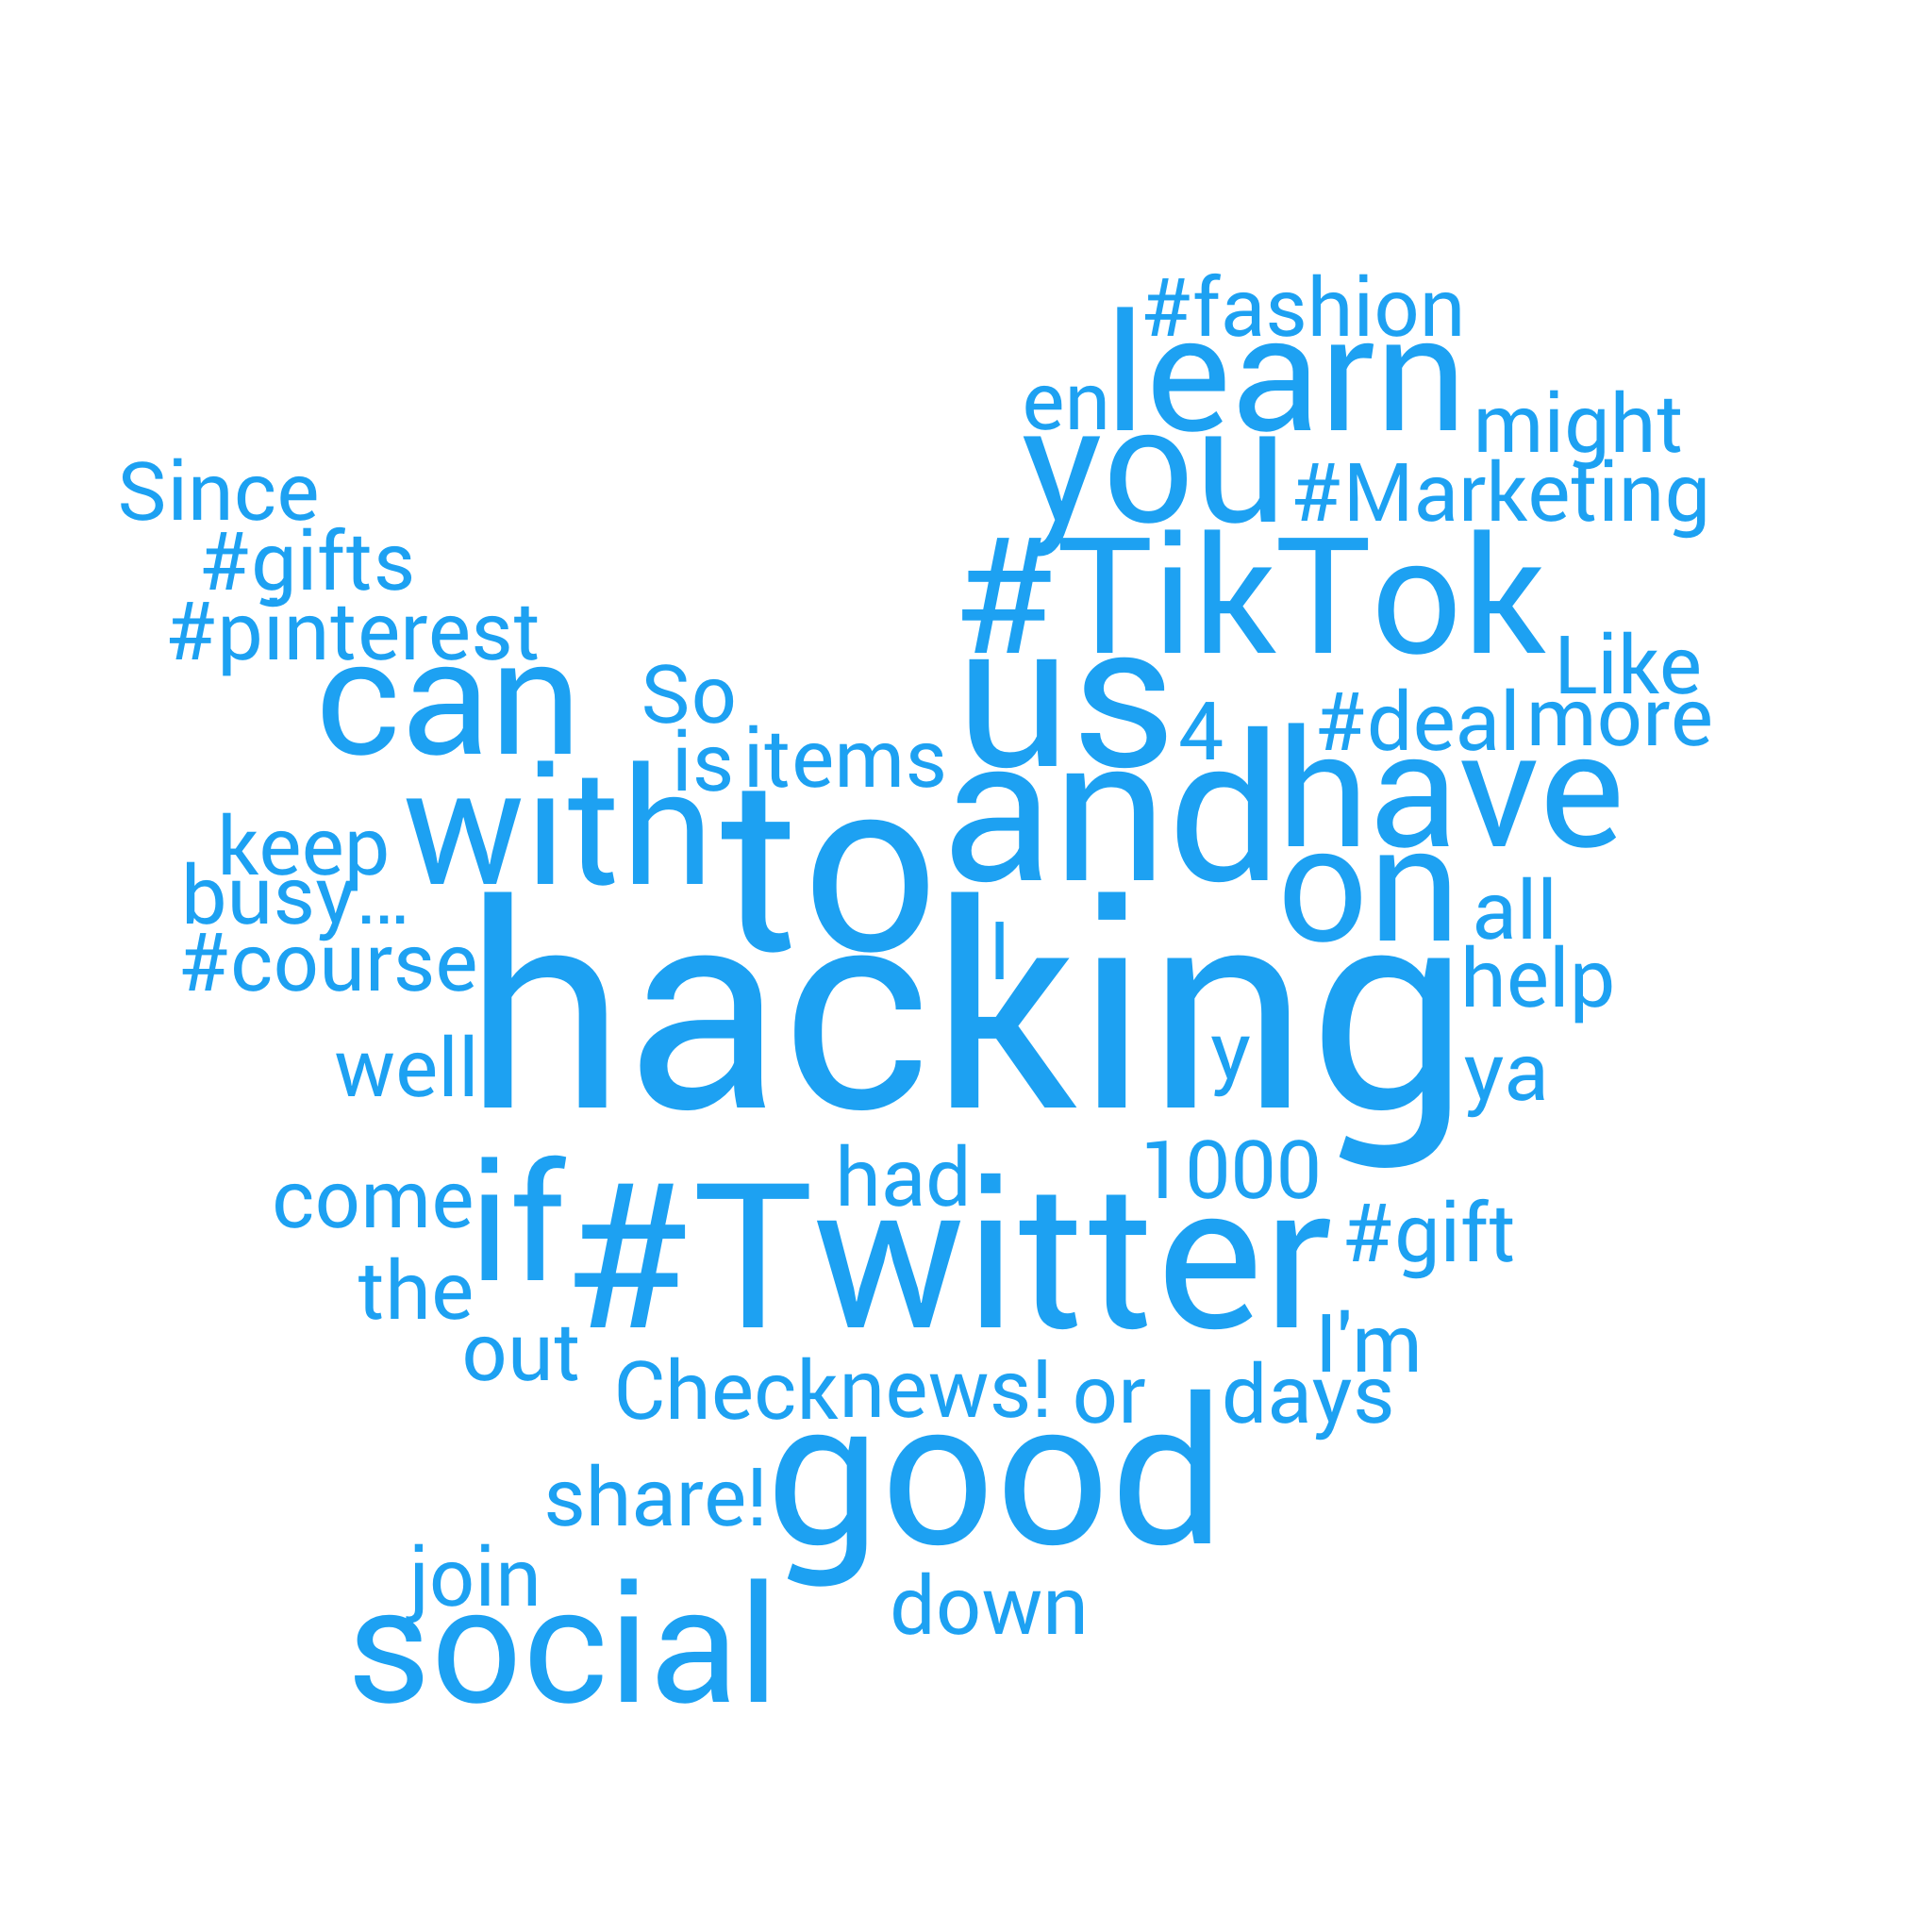 #fashion
en learn might
you #Marketing
Since
#gifts
#TikTok
#pinterest
can So us Like
4 #deal more
is items
with to and have
keep
busy...
on all
#course
hacking
I
help
well y ya
had 1000
come if #Twitter #gift
the
out I'm
Check news! or days
share! good
join
social down